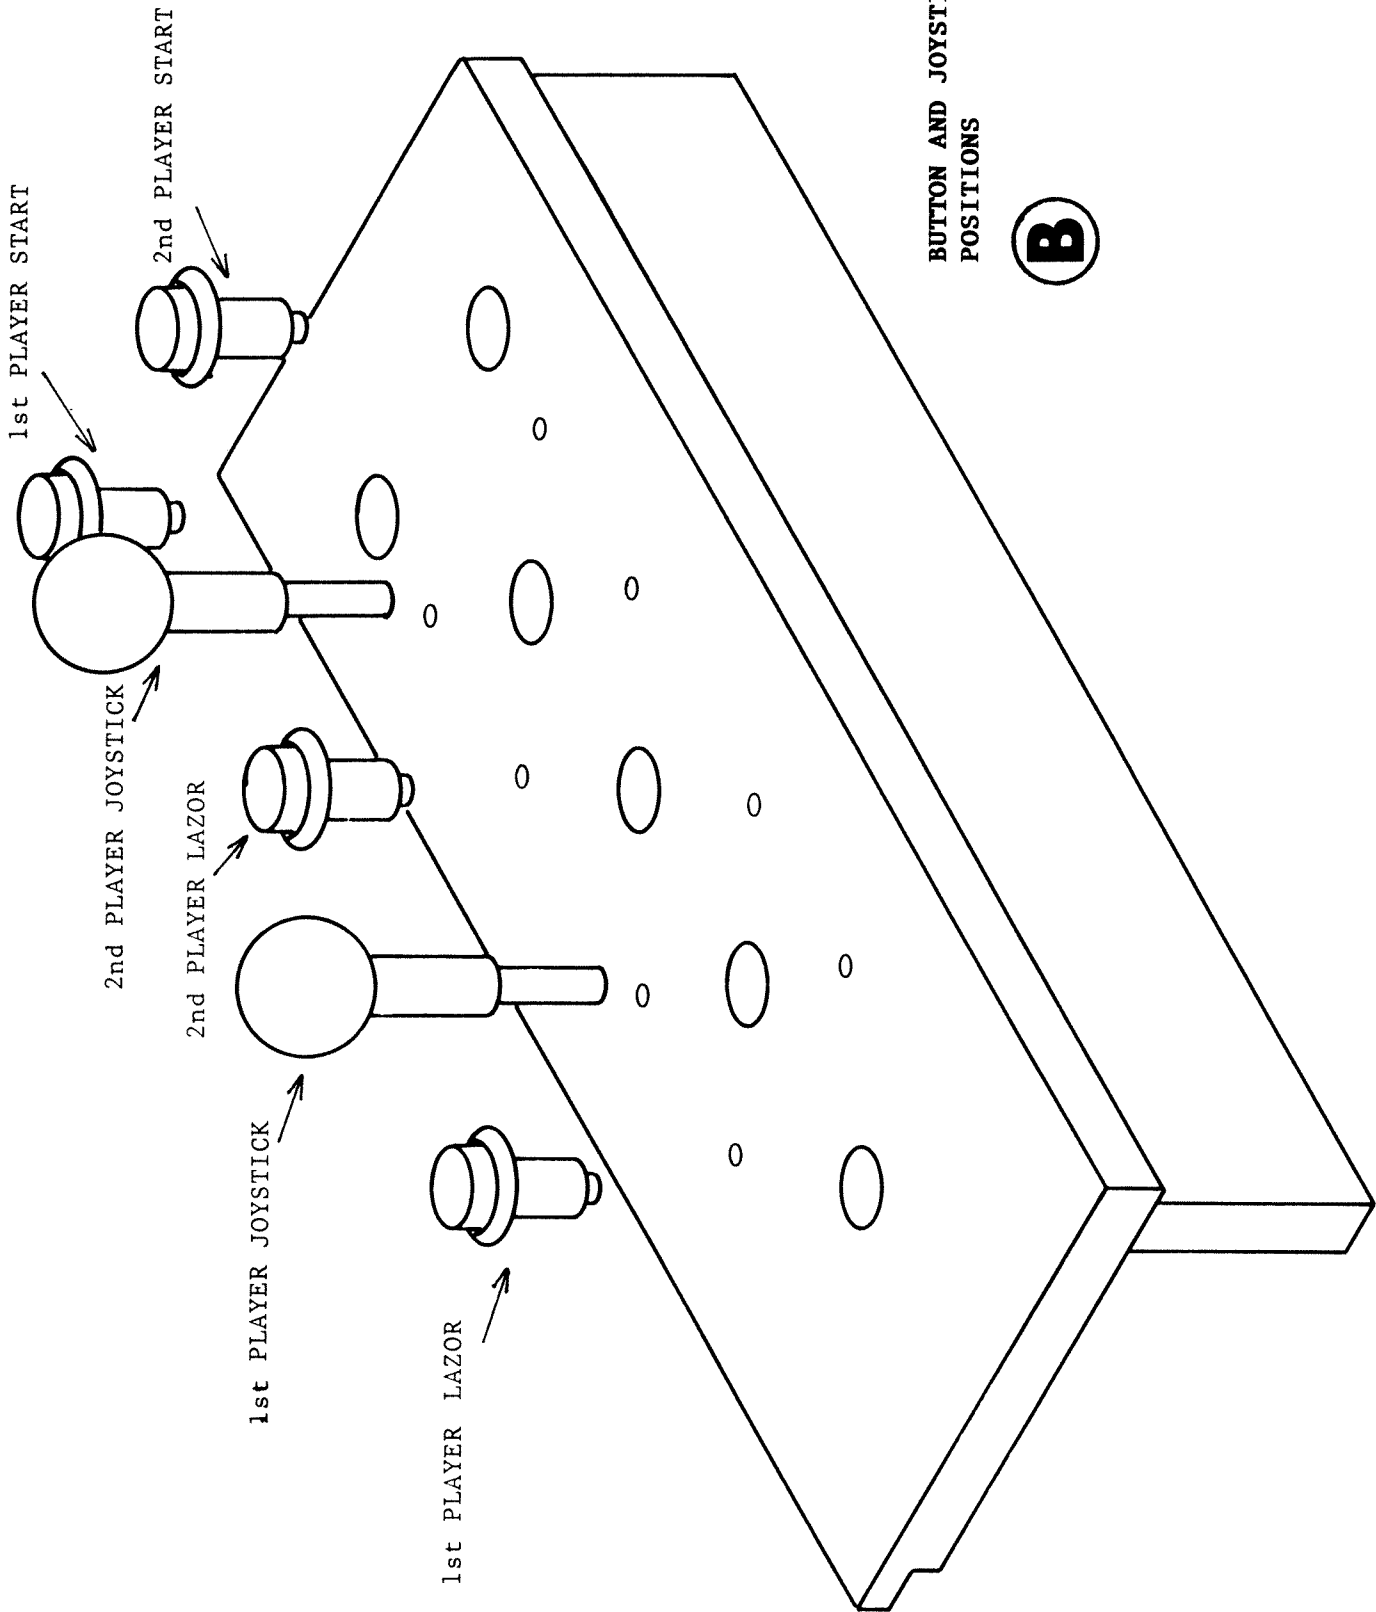 1st PLAYER START
2nd PLAYER START
2nd PLAYER JOYSTICK
2nd PLAYER LAZOR
1st PLAYER JOYSTICK
1st PLAYER LAZOR
BUTTON AND
POSITIONS
B